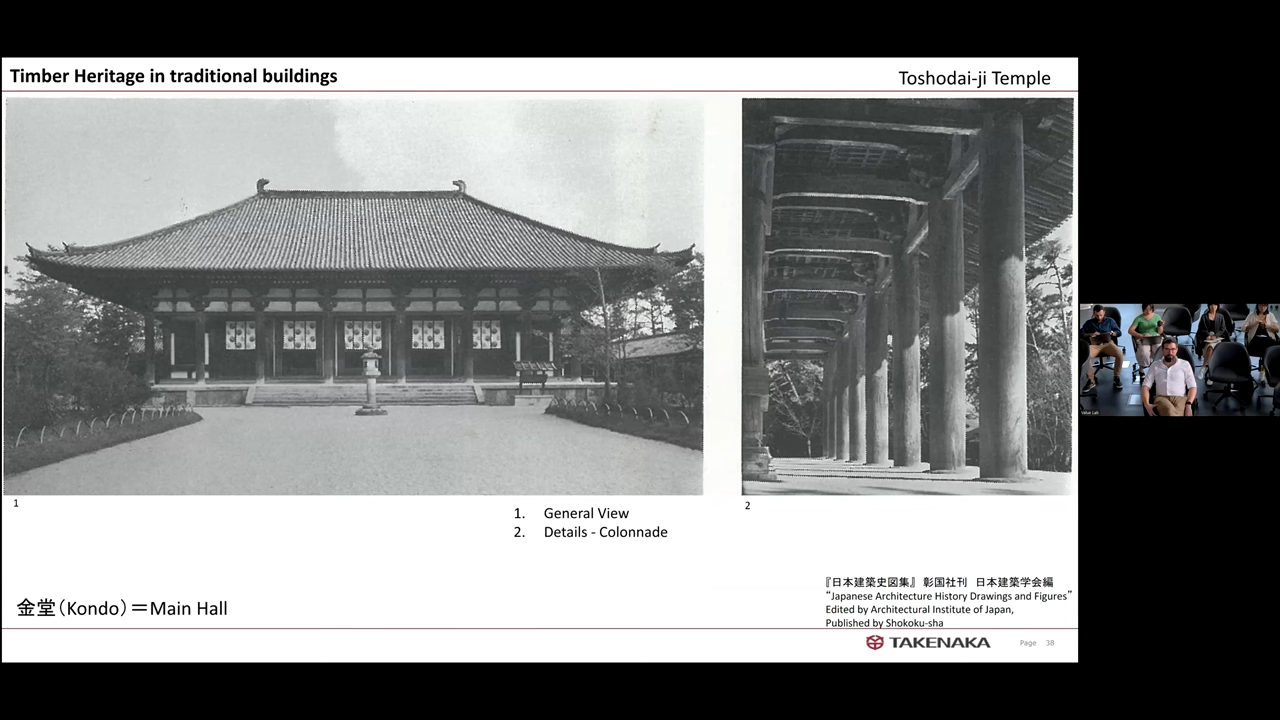 Timber Heritage in traditional buildings
Toshodai-ji Temple
1
2
1. General View
2. Details - Colonnade
『日本建築史図集』 彰国社刊 日本建築学会編
“Japanese Architecture History Drawings and Figures”
Edited by Architectural Institute of Japan,
Published by Shokoku-sha
金堂（Kondo）＝Main Hall
TAKENAKA
Page 38
Value Lab